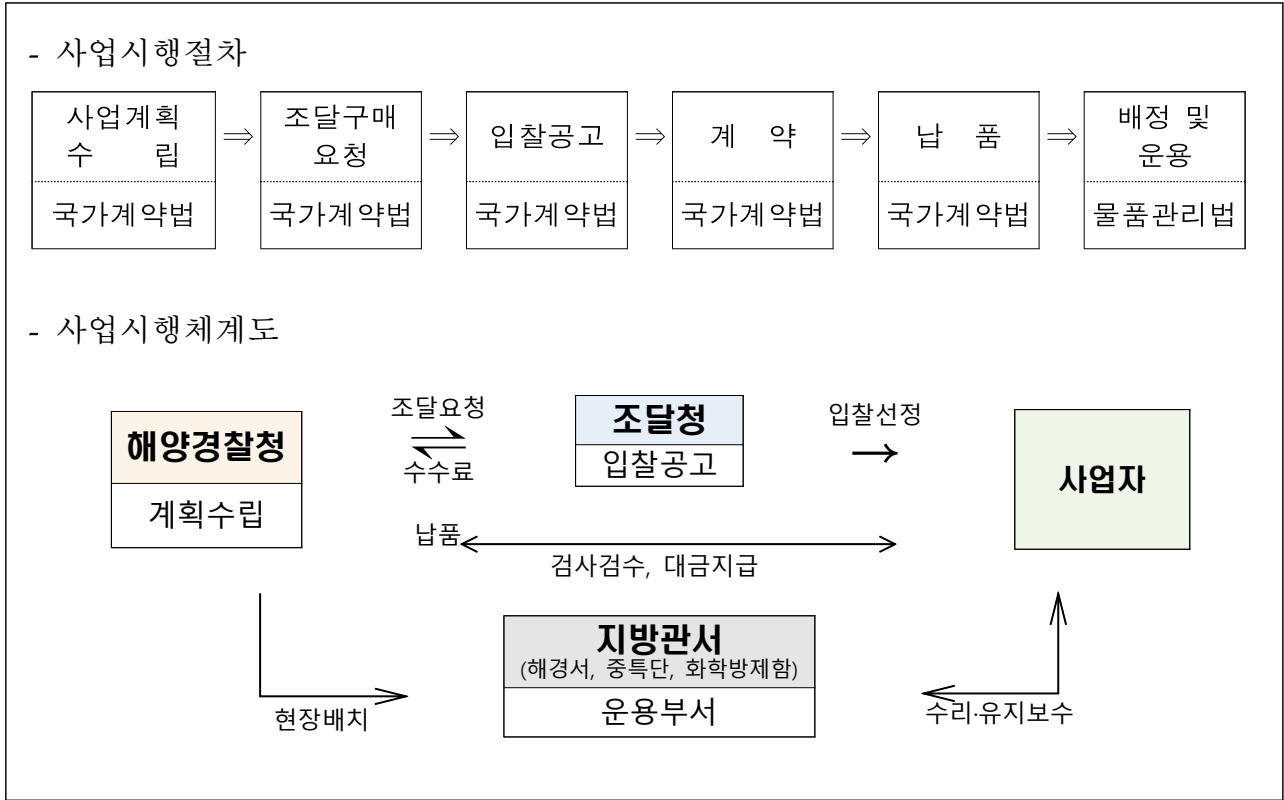 - 사업시행절차
사업계획 수 립 ⇒ 조달구매 요청 ⇒ 입찰공고 ⇒ 계 약 ⇒ 납 품 ⇒ 배정 및 운용
국가계약법 국가계약법 국가계약법 국가계약법 국가계약법 물품관리법
- 사업시행체계도
해양경찰청
계획수립
조달요청
수수료
조달청
입찰공고
입찰선정
사업자
납품
검사검수, 대금지급
지방관서
(해경서, 중특단, 화학방제함)
운용부서
현장배치
수리·유지보수